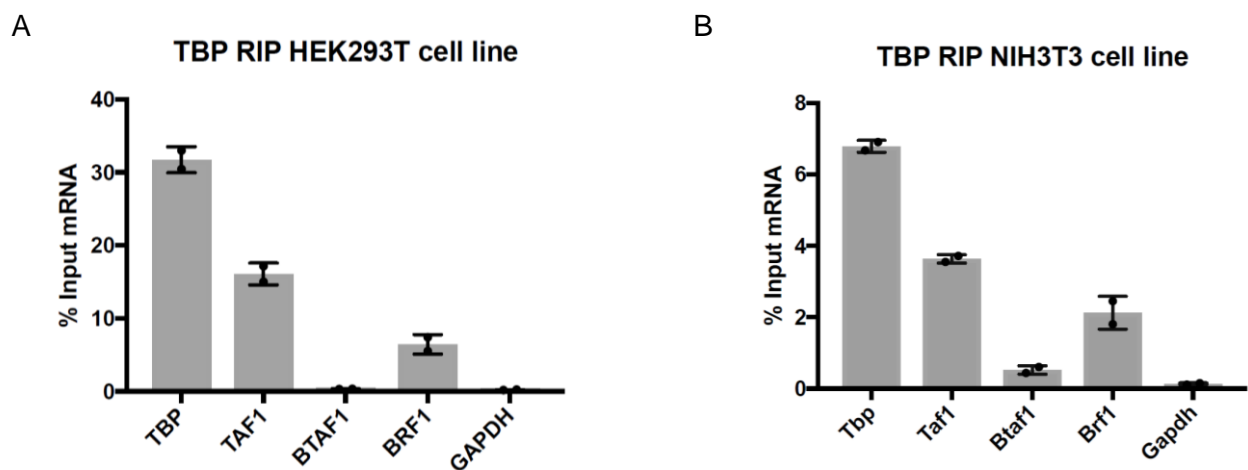 A
TBP RIP HEK293T cell line
% Input mRNA
40
30
20
10
0
TBP
TAF1
BTAF1
BRF1
GAPDH
B
TBP RIP NIH3T3 cell line
% Input mRNA
8
6
4
2
0
Tbp
Taf1
Btaf1
Brf1
Gapdh